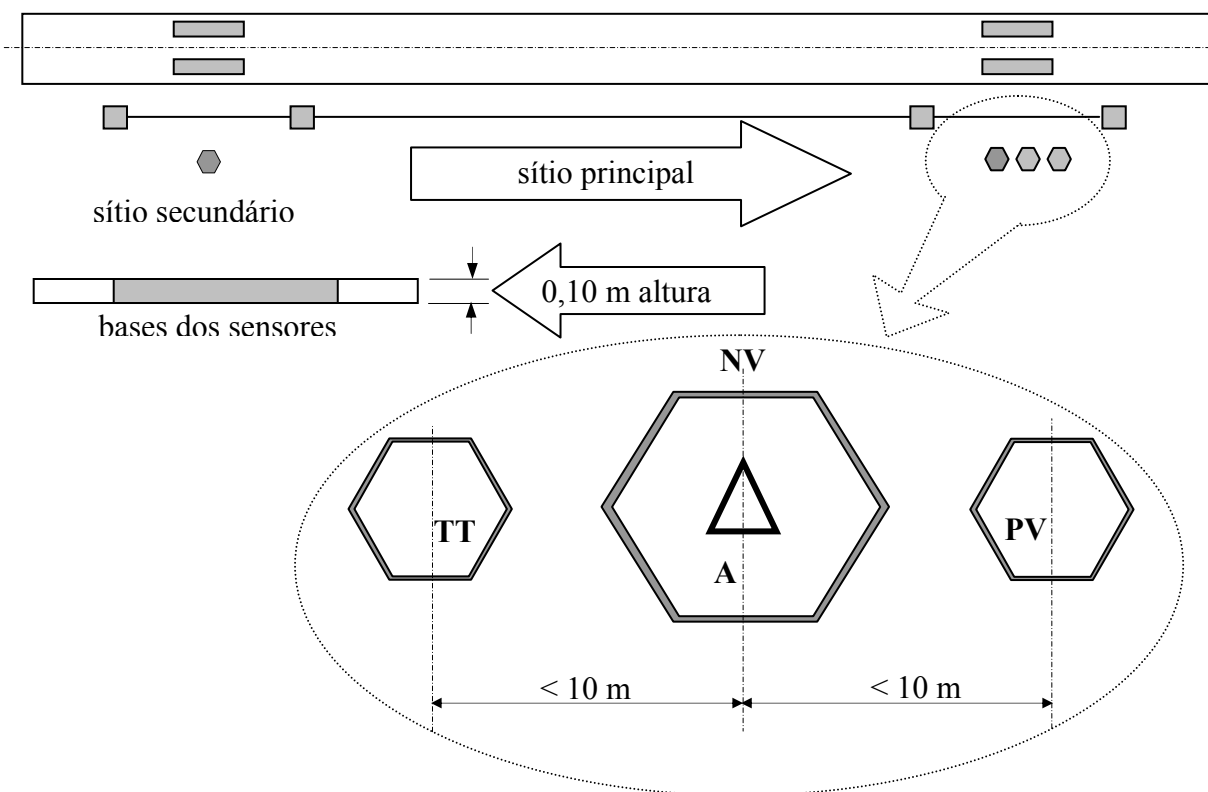 sítio principal
sítio secundário
0,10 m altura
bases dos sensores
NV
TT
PV
A
< 10 m
< 10 m